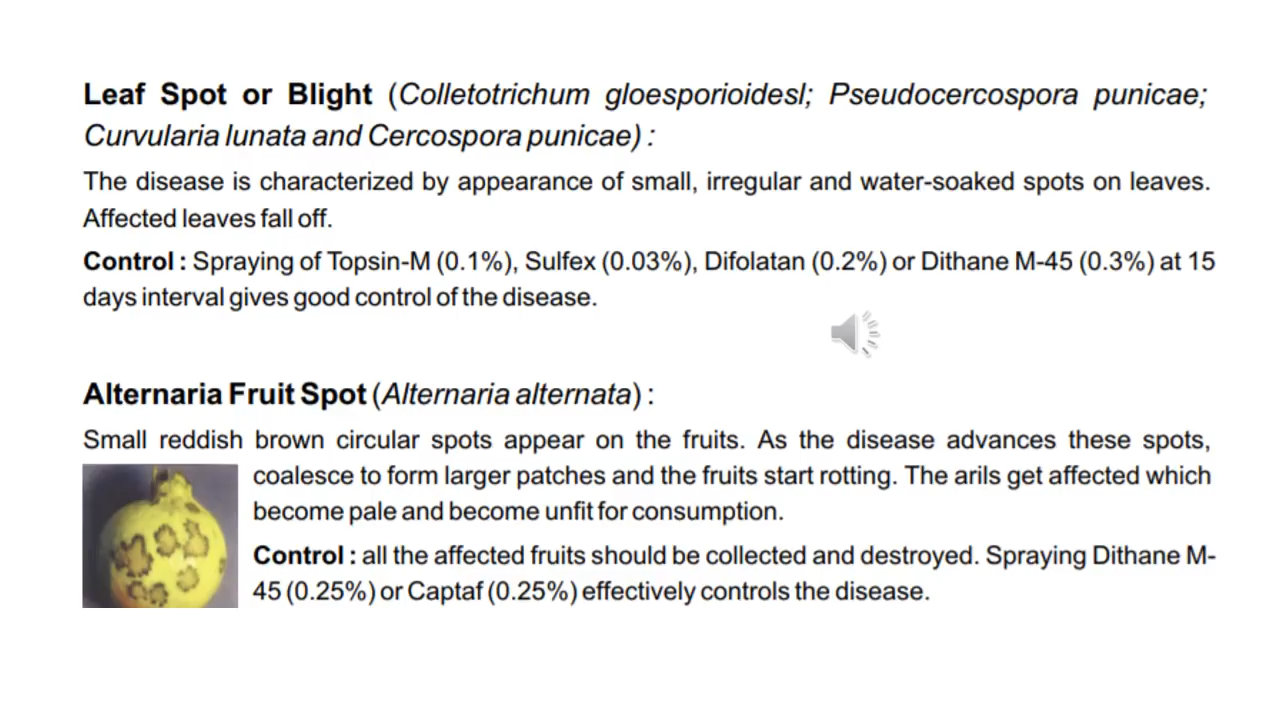 Leaf Spot or Blight (Colletotrichum gloesporioidesl; Pseudocercospora punicae;
Curvularia lunata and Cercospora punicae) :
The disease is characterized by appearance of small, irregular and water-soaked spots on leaves.
Affected leaves fall off.
Control : Spraying of Topsin-M (0.1%), Sulfex (0.03%), Difolatan (0.2%) or Dithane M-45 (0.3%) at 15
days interval gives good control of the disease.
Alternaria Fruit Spot (Alternaria alternata) :
Small reddish brown circular spots appear on the fruits. As the disease advances these spots,
coalesce to form larger patches and the fruits start rotting. The arils get affected which
become pale and become unfit for consumption.
Control : all the affected fruits should be collected and destroyed. Spraying Dithane M-
45 (0.25%) or Captaf (0.25%) effectively controls the disease.